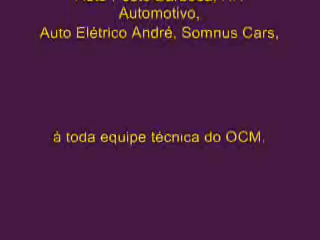 Automotivo,
Auto Elétrico André, Somnus Cars,
à toda equipe técnica do OCM.